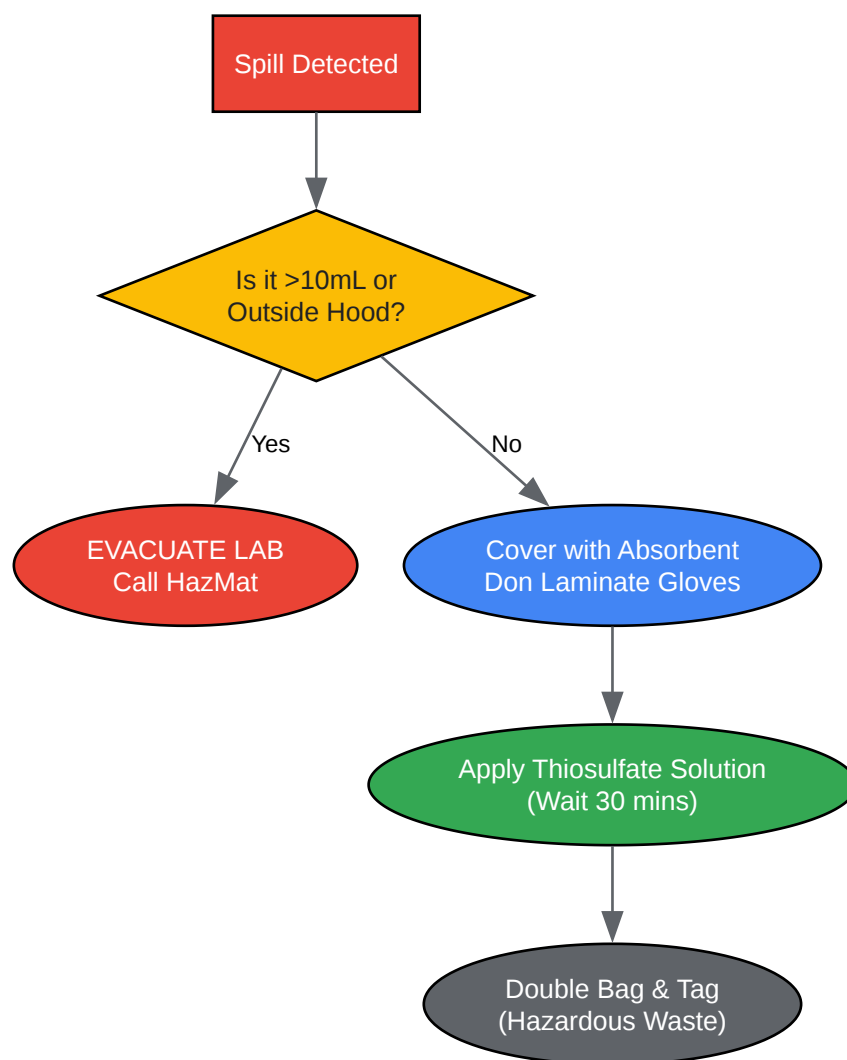 Spill Detected
Is it >10mL or
Outside Hood?
Yes
No
EVACUATE LAB
Call HazMat
Cover with Absorbent
Don Laminate Gloves
Apply Thiosulfate Solution
(Wait 30 mins)
Double Bag & Tag
(Hazardous Waste)